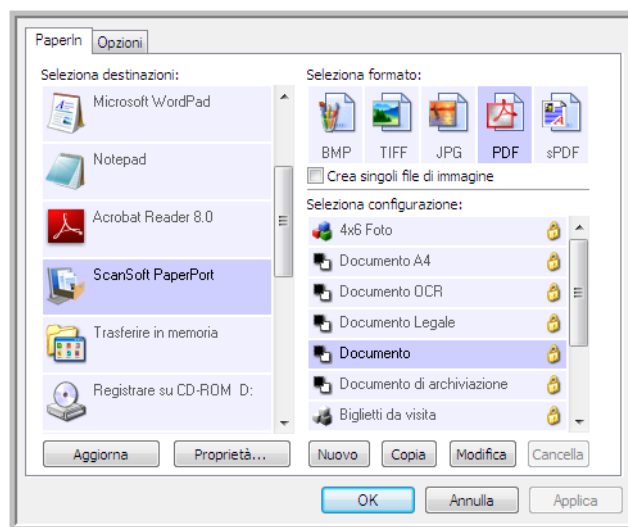 PaperIn
Opzioni
Seleziona destinazioni:
Microsoft WordPad
Notepad
Acrobat Reader 8.0
ScanSoft PaperPort
Trasferire in memoria
Registrare su CD-ROM D:
Aggiorna
Proprietà...
Seleziona formato:
BMP TIFF JPG PDF sPDF
Crea singoli file di immagine
Seleziona configurazione:
4x6 Foto
Documento A4
Documento OCR
Documento Legale
Documento
Documento di archiviazione
Biglietti da visita
Nuovo Copia Modifica Cancella
OK Annulla Applica